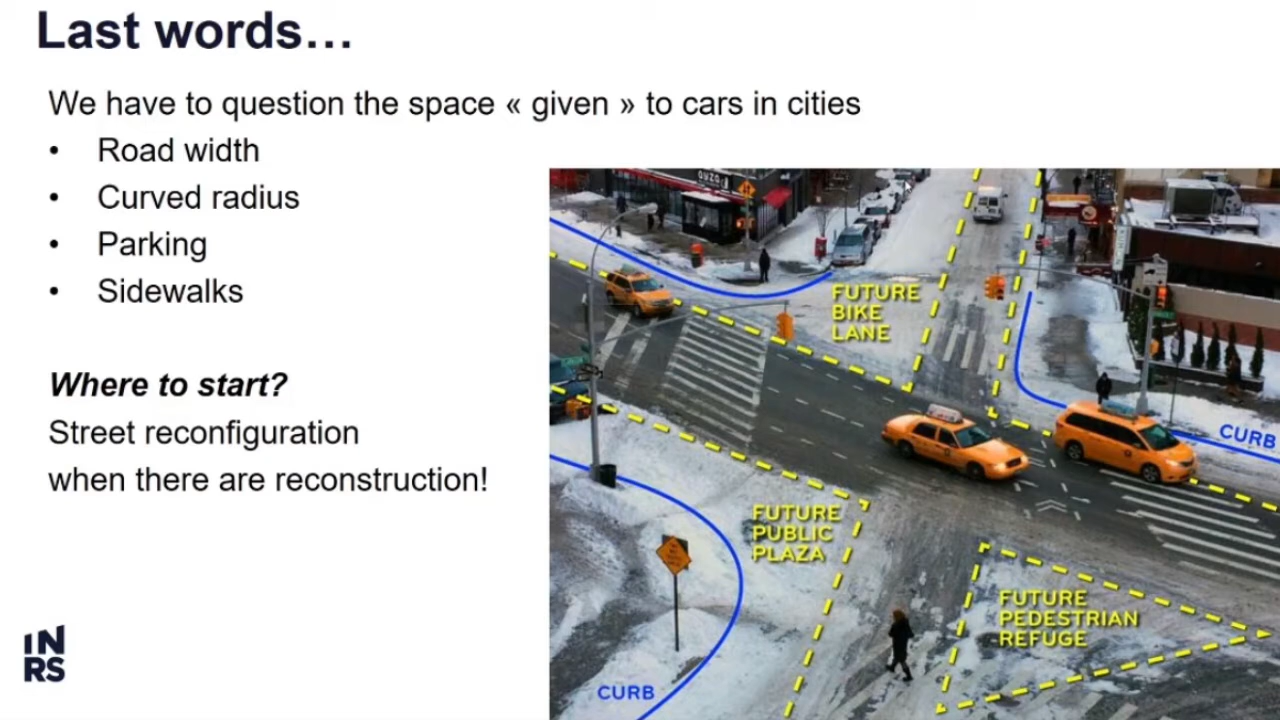 Last words…
We have to question the space « given » to cars in cities
• Road width
• Curved radius
• Parking
• Sidewalks
Where to start?
Street reconfiguration
when there are reconstruction!
FUTURE
BIKE
LANE
CURB
FUTURE
PUBLIC
PLAZA
FUTURE
PEDESTRIAN
REFUGE
CURB
IN
RS